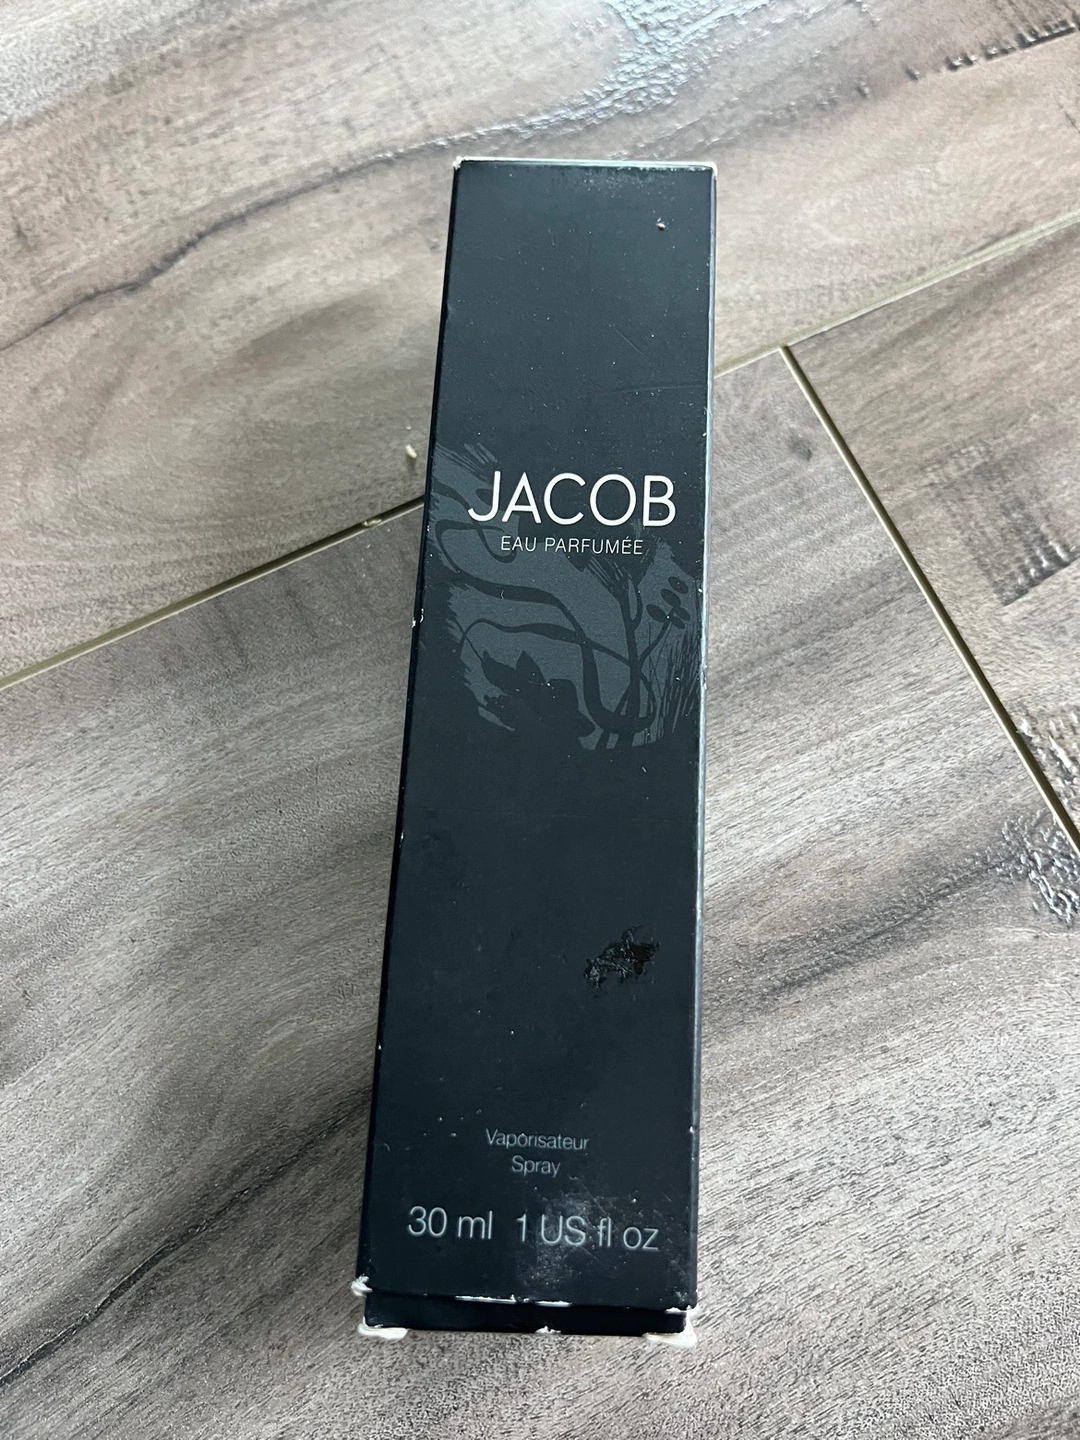 JACOB
EAU PARFUMÉE
Vaporisateur
Spray
30 ml 1 US fl oz